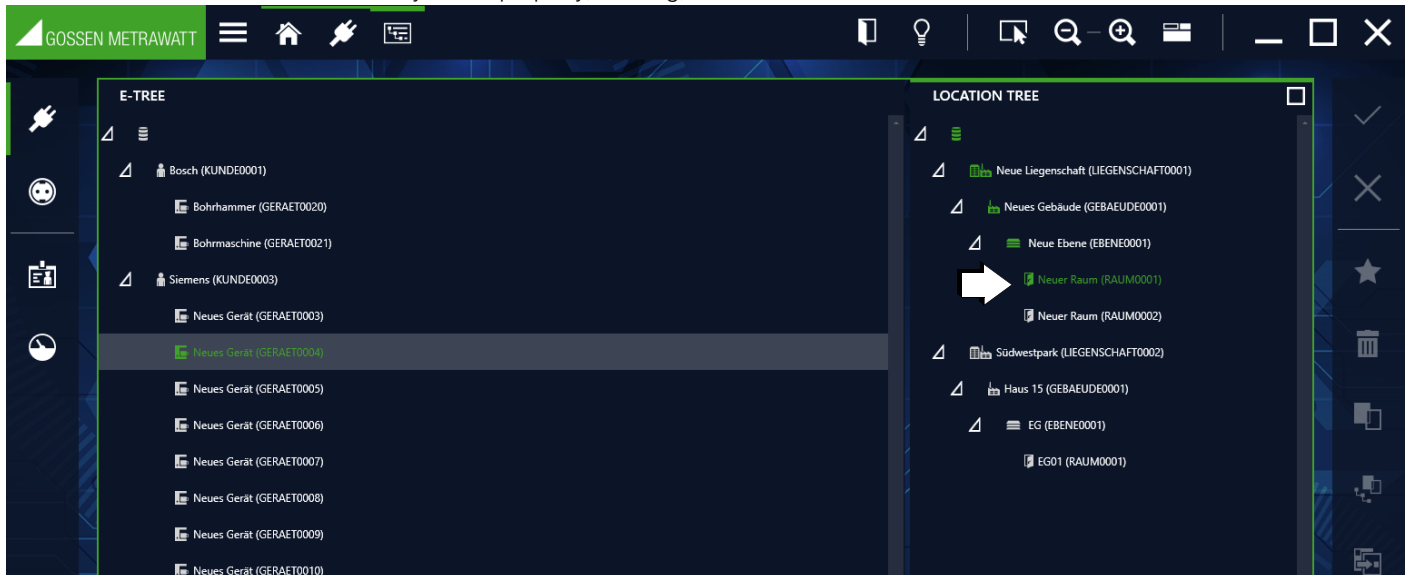 GOSSEN METRAWATT
E-TREE
Bosch (KUNDE0001)
Bohrhammer (GERAET0020)
Bohrmaschine (GERAET0021)
Siemens (KUNDE0003)
Neues Gerät (GERAET0003)
Neues Gerät (GERAET0004)
Neues Gerät (GERAET0005)
Neues Gerät (GERAET0006)
Neues Gerät (GERAET0007)
Neues Gerät (GERAET0008)
Neues Gerät (GERAET0009)
Neues Gerät (GERAET0010)
LOCATION TREE
Neue Liegenschaft (LIEGENSCHAFT0001)
Neues Gebäude (GEBAEUDE0001)
Neue Ebene (EBENE0001)
Neuer Raum (RAUM0001)
Neuer Raum (RAUM0002)
Südwestpark (LIEGENSCHAFT0002)
Haus 15 (GEBAEUDE0001)
EG (EBENE0001)
EG01 (RAUM0001)